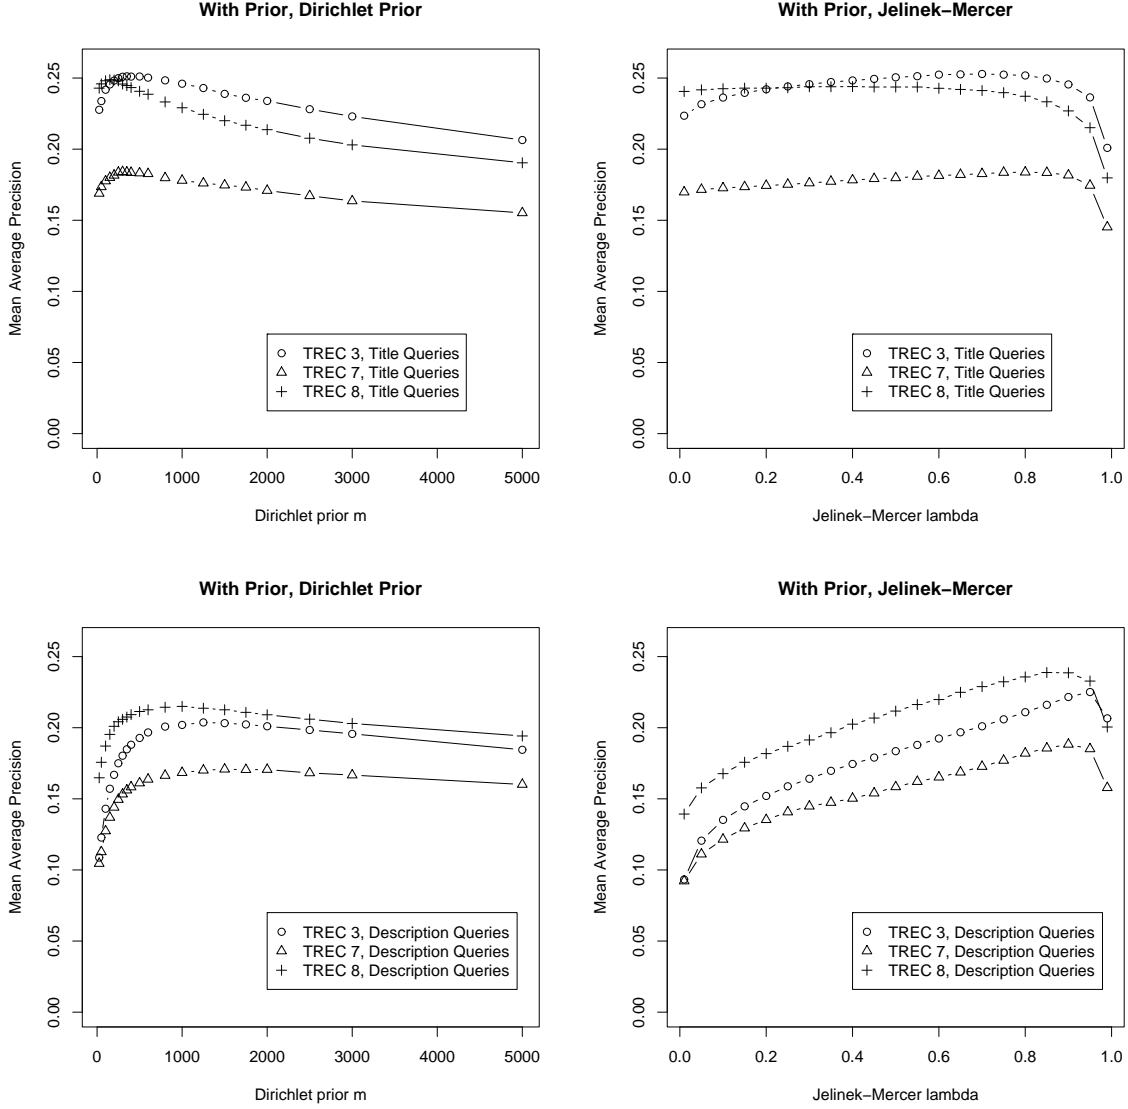 With Prior, Dirichlet Prior
Mean Average Precision
0.00 0.05 0.10 0.15 0.20 0.25
TREC 3, Title Queries
TREC 7, Title Queries
TREC 8, Title Queries
0 1000 2000 3000 4000 5000
Dirichlet prior m
With Prior, Jelinek−Mercer
Mean Average Precision
0.00 0.05 0.10 0.15 0.20 0.25
TREC 3, Title Queries
TREC 7, Title Queries
TREC 8, Title Queries
0.0 0.2 0.4 0.6 0.8 1.0
Jelinek−Mercer lambda
With Prior, Dirichlet Prior
Mean Average Precision
0.00 0.05 0.10 0.15 0.20 0.25
TREC 3, Description Queries
TREC 7, Description Queries
TREC 8, Description Queries
0 1000 2000 3000 4000 5000
Dirichlet prior m
With Prior, Jelinek−Mercer
Mean Average Precision
0.00 0.05 0.10 0.15 0.20 0.25
TREC 3, Description Queries
TREC 7, Description Queries
TREC 8, Description Queries
0.0 0.2 0.4 0.6 0.8 1.0
Jelinek−Mercer lambda